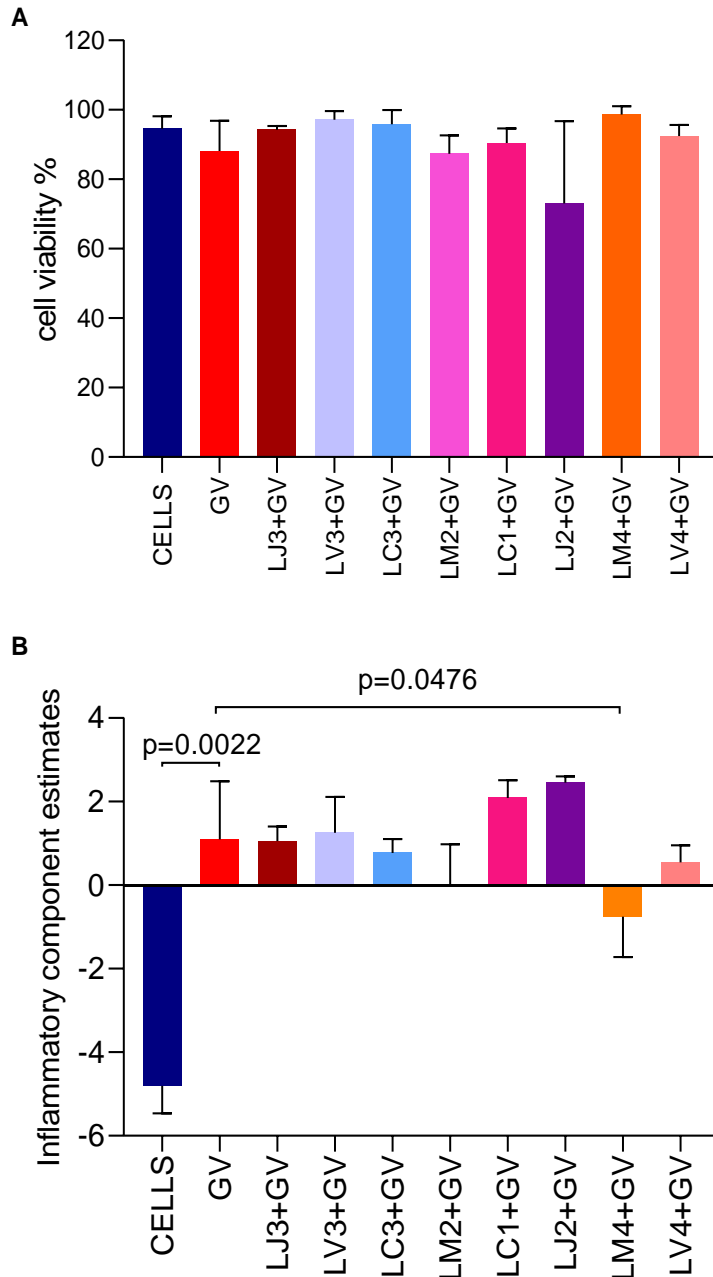 A
cell viability %
120
100
80
60
40
20
0
CELLS
GV
LJ3+GV
LV3+GV
LC3+GV
LM2+GV
LC1+GV
LJ2+GV
LM4+GV
LV4+GV
B
Inflammatory component estimates
p=0.0476
p=0.0022
4
2
0
-2
-4
-6
CELLS
GV
LJ3+GV
LV3+GV
LC3+GV
LM2+GV
LC1+GV
LJ2+GV
LM4+GV
LV4+GV